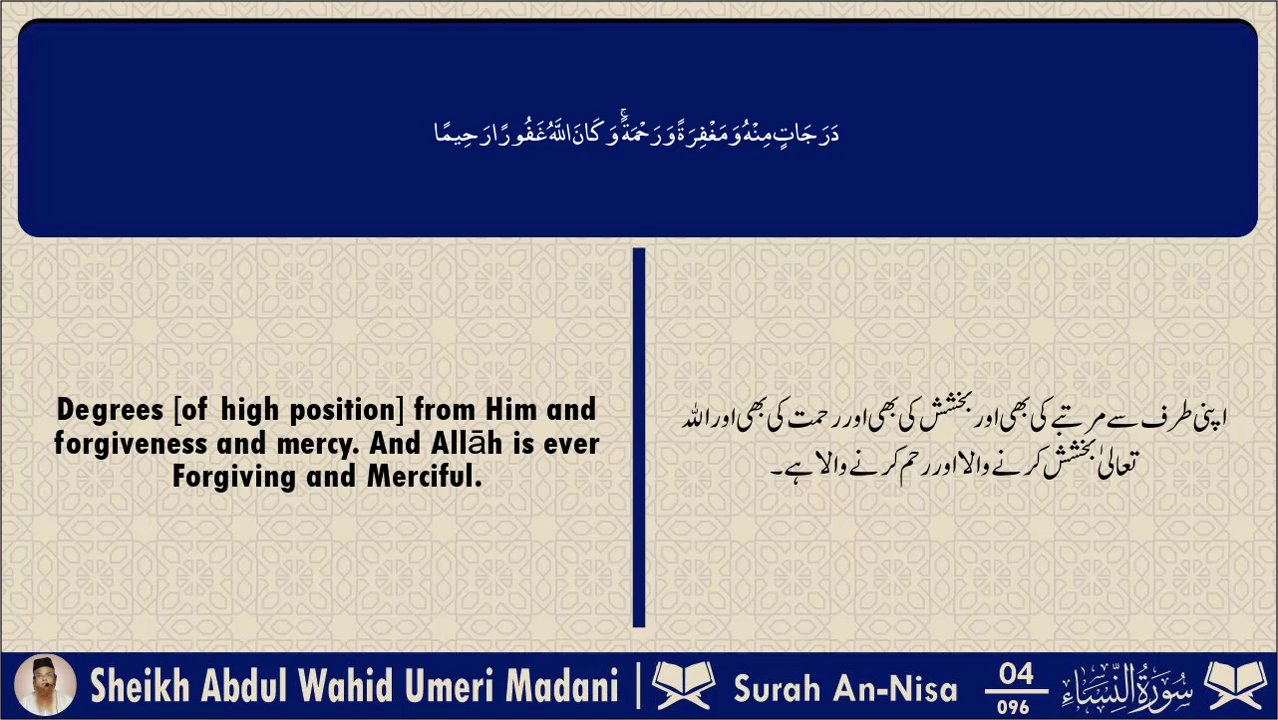 دَرَجَاتٍ مِنْهُ وَمَغْفِرَةً وَرَحْمَةً ۚ وَكَانَ اللَّهُ غَفُورًا رَحِيمًا
Degrees [of high position] from Him and
forgiveness and mercy. And Allāh is ever
Forgiving and Merciful.
اپنی طرف سے مرتبے کی بھی اور بخشش کی بھی اور رحمت کی بھی اور اللہ
تعالیٰ بخشش کرنے والا اور رحم کرنے والا ہے۔
Sheikh Abdul Wahid Umeri Madani |
Surah An-Nisa
04
096
سُورَةُ النِّسَاءِ